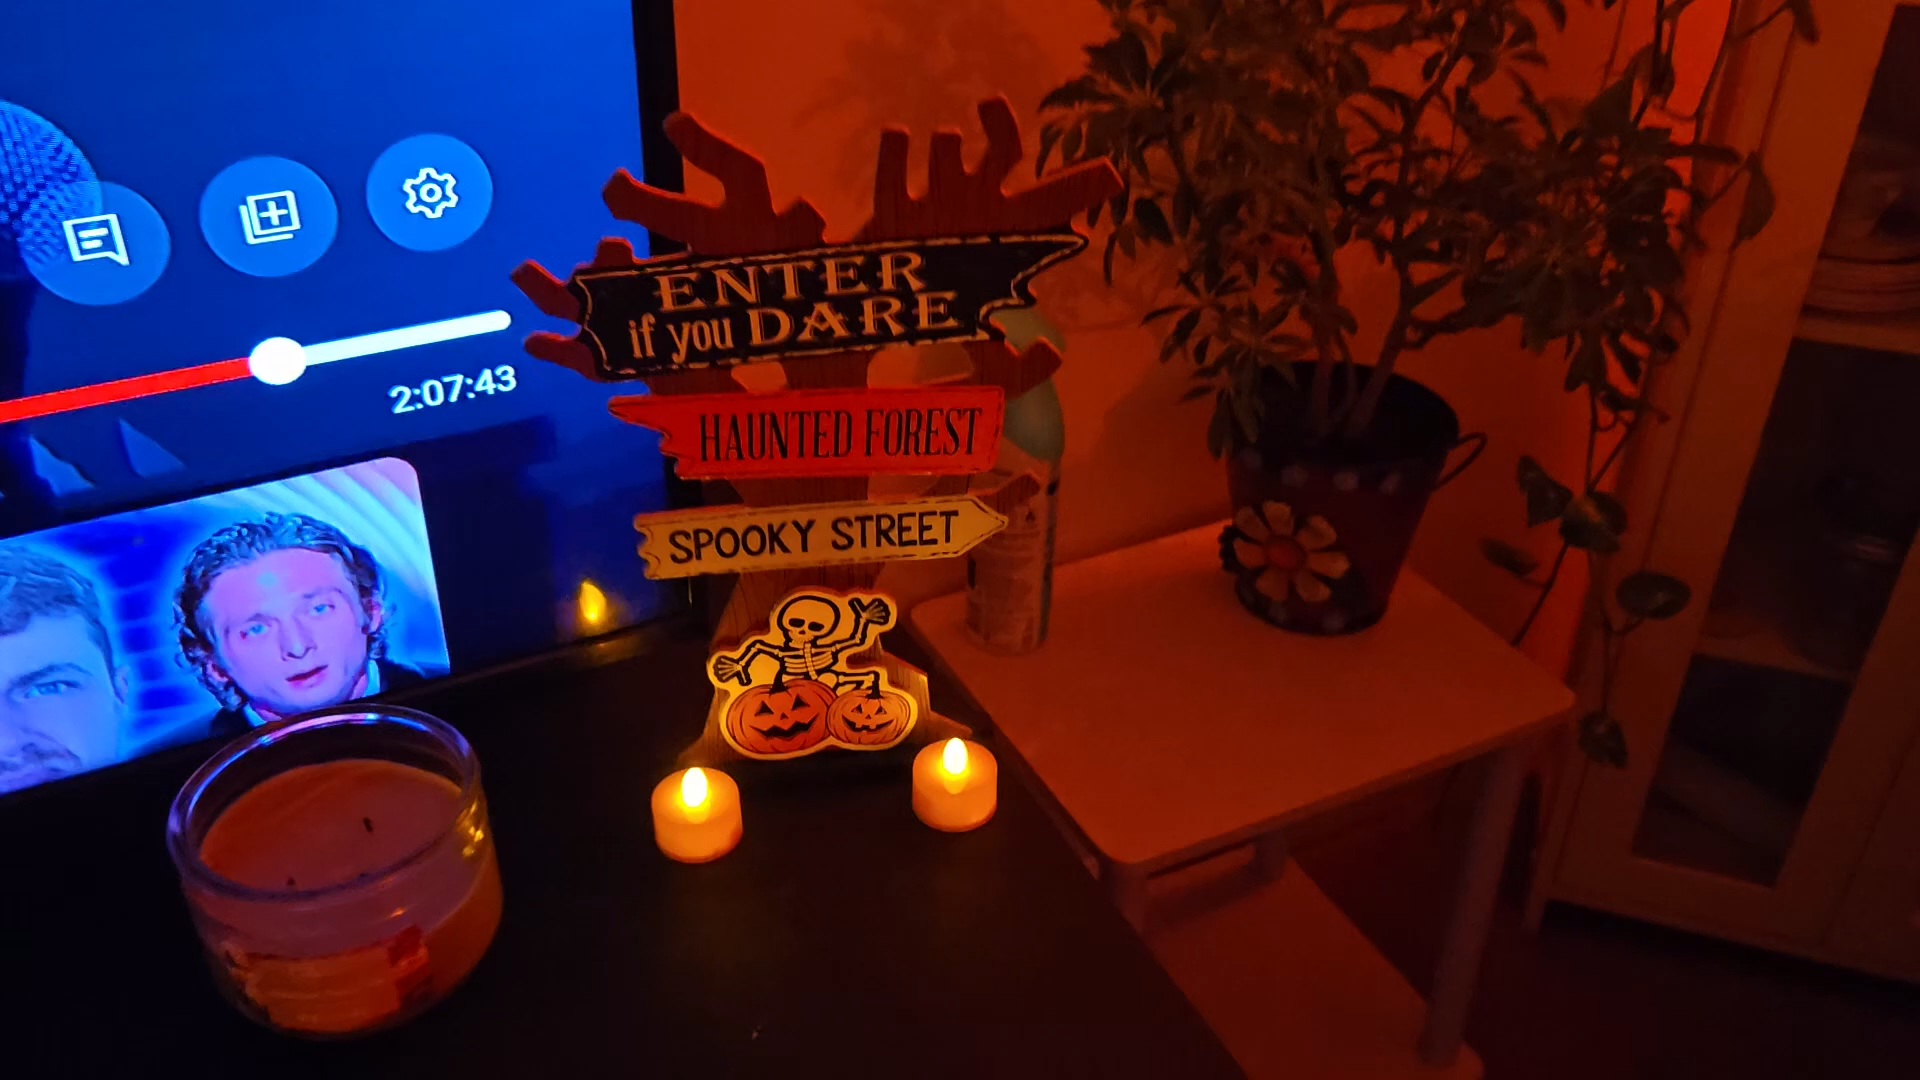 2:07:43
ENTER
if you DARE
HAUNTED FOREST
SPOOKY STREET